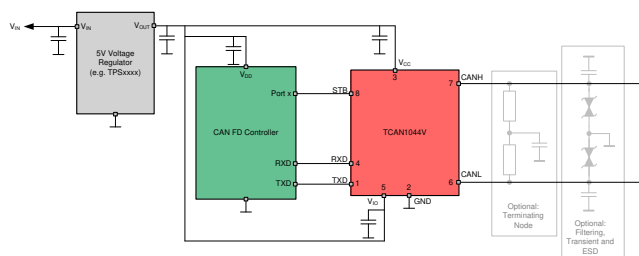 VIN
VIN
VOUT
5V Voltage
Regulator
(e.g. TPSxxxx)
VDD
VCC
3
CANH
7
Port x
STB
8
CAN FD Controller
TCAN1044V
RXD
RXD
4
TXD
TXD
1
CANL
6
5
2
VIO
GND
Optional:
Terminating
Node
Optional:
Filtering,
Transient and
ESD